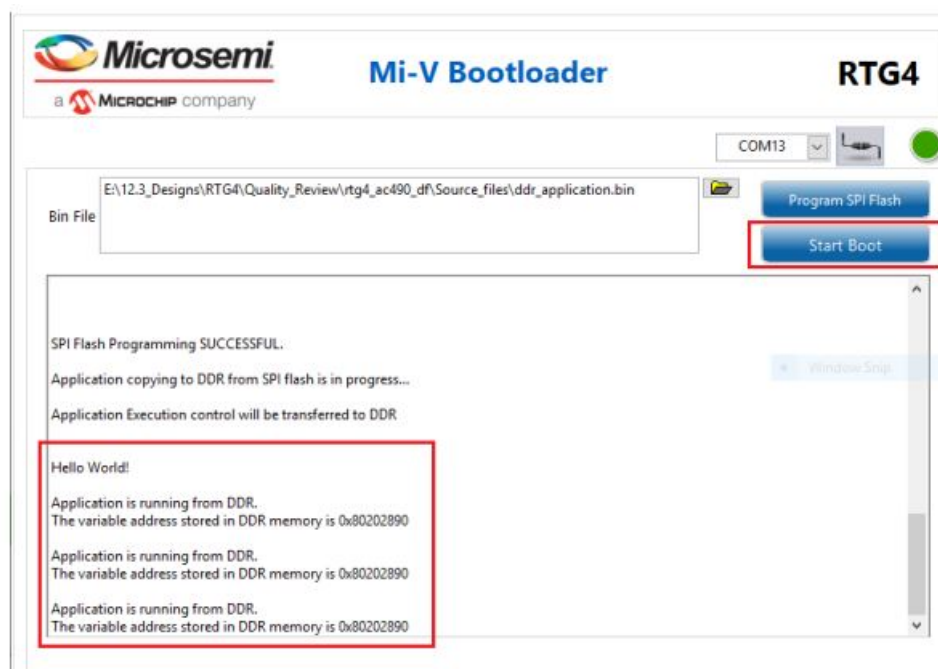 Microsemi
a MICROCHIP company
Mi-V Bootloader
RTG4
COM13
Bin File
E:\12.3_Designs\RTG4\Quality_Review\rtg4_ac490_df\Source_files\ddr_application.bin
Program SPI Flash
Start Boot
SPI Flash Programming SUCCESSFUL.
Application copying to DDR from SPI flash is in progress...
Window Snip
Application Execution control will be transferred to DDR
Hello World!
Application is running from DDR.
The variable address stored in DDR memory is 0x80202890
Application is running from DDR.
The variable address stored in DDR memory is 0x80202890
Application is running from DDR.
The variable address stored in DDR memory is 0x80202890